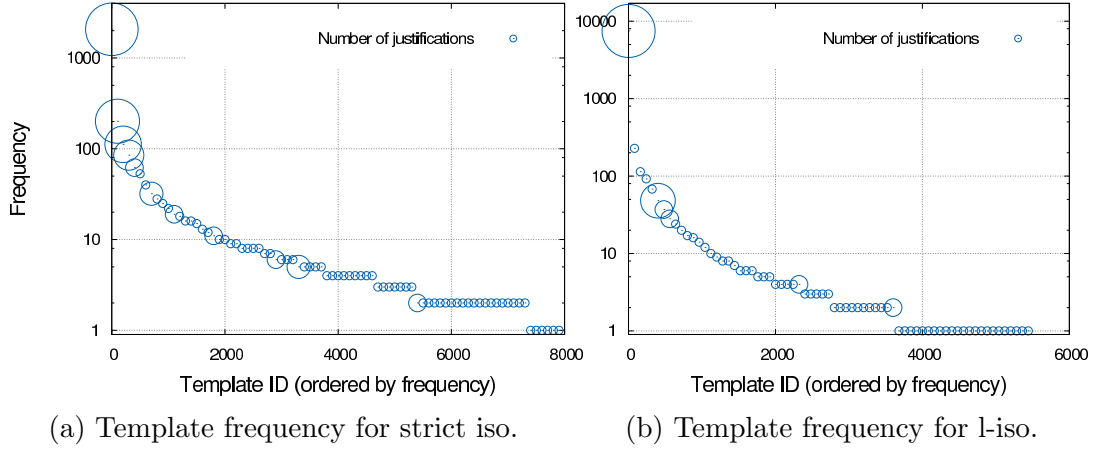 Number of justifications
1000
100
10
1
Frequency
0 2000 4000 6000 8000
Template ID (ordered by frequency)
(a) Template frequency for strict iso.
Number of justifications
10000
1000
100
10
1
0 2000 4000 6000
Template ID (ordered by frequency)
(b) Template frequency for l-iso.